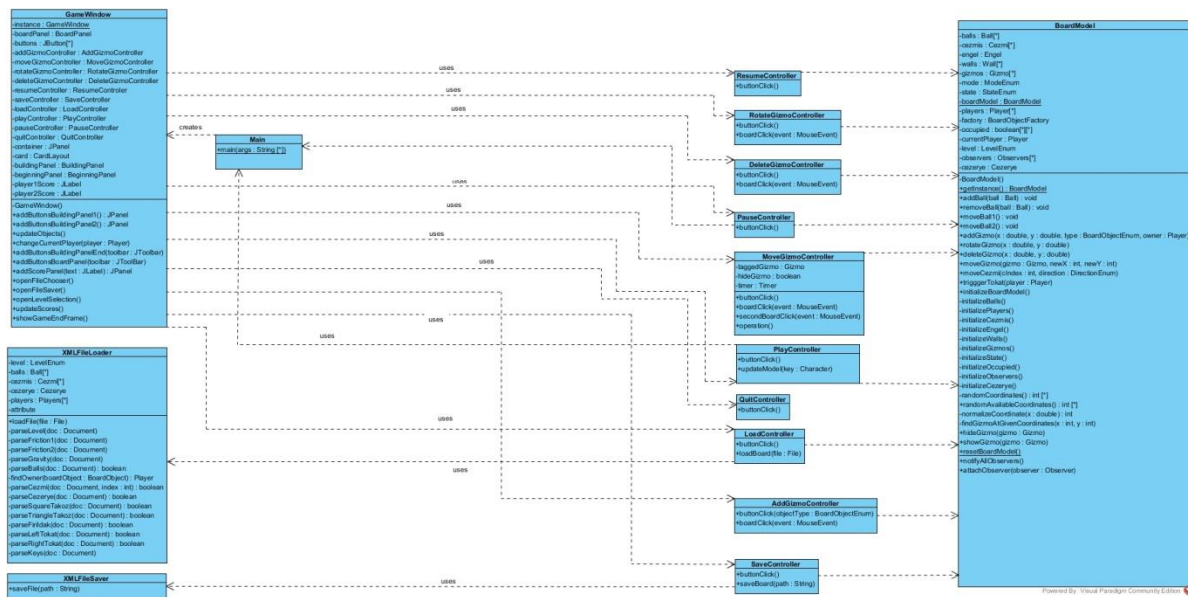 GameWindow
-instance : GameWindow
-boardPanel : BoardPanel
-buttons : JButton[*]
-addGizmoController : AddGizmoController
-moveGizmoController : MoveGizmoController
-rotateGizmoController : RotateGizmoController
-deleteGizmoController : DeleteGizmoController
-resumeController : ResumeController
-saveController : SaveController
-loadController : LoadController
-playController : PlayController
-pauseController : PauseController
-quitController : QuitController
-container : JPanel
-card : CardLayout
-buildingPanel : BuildingPanel
-beginningPanel : BeginningPanel
-player1Score : JLabel
-player2Score : JLabel
-GameWindow()
+addButtonsBuildingPanel1() : JPanel
+addButtonsBuildingPanel2() : JPanel
+updateObjects()
+changeCurrentPlayer(player : Player)
+addButtonsBuildingPanelEnd(toolbar : JToolbar)
+addButtonsBoardPanel(toolbar : JToolBar)
+addScorePanel(text : JLabel) : JPanel
+openFileChooser()
+openFileSaver()
+openLevelSelection()
+updateScores()
+showGameEndFrame()
XMLFileLoader
-level : LevelEnum
-balls : Ball[*]
-cezmis : Cezmi[*]
-cezerye : Cezerye
-players : Players[*]
-attribute
+loadFile(file : File)
-parseLevel(doc : Document)
-parseFriction1(doc : Document)
-parseFriction2(doc : Document)
-parseGravity(doc : Document)
-parseBalls(doc : Document) : boolean
-findOwner(boardObject : BoardObject) : Player
-parseCezmi(doc : Document, index : int) : boolean
-parseCezerye(doc : Document) : boolean
-parseSquareTakoz(doc : Document) : boolean
-parseTriangleTakoz(doc : Document) : boolean
-parseFirildak(doc : Document) : boolean
-parseLeftTokat(doc : Document) : boolean
-parseRightTokat(doc : Document) : boolean
-parseKeys(doc : Document)
XMLFileSaver
+saveFile(path : String)
creates
Main
+main(args : String [*])
uses
uses
uses
uses
uses
uses
uses
uses
uses
uses
uses
uses
ResumeController
+buttonClick()
RotateGizmoController
+buttonClick()
+boardClick(event : MouseEvent)
DeleteGizmoController
+buttonClick()
+boardClick(event : MouseEvent)
PauseController
+buttonClick()
MoveGizmoController
-taggedGizmo : Gizmo
-hideGizmo : boolean
-timer : Timer
+buttonClick()
+boardClick(event : MouseEvent)
+secondBoardClick(event : MouseEvent)
+operation()
PlayController
+buttonClick()
+updateModel(key : Character)
QuitController
+buttonClick()
LoadController
+buttonClick()
+loadBoard(file : File)
AddGizmoController
+buttonClick(objectType : BoardObjectEnum)
+boardClick(event : MouseEvent)
SaveController
+buttonClick()
+saveBoard(path : String)
BoardModel
-balls : Ball[*]
-cezmis : Cezmi[*]
-engel : Engel
-walls : Wall[*]
-gizmos : Gizmo[*]
-mode : ModeEnum
-state : StateEnum
-boardModel : BoardModel
-players : Player[*]
-factory : BoardObjectFactory
-occupied : boolean[*][*]
-currentPlayer : Player
-level : LevelEnum
-observers : Observers[*]
-cezerye : Cezerye
-BoardModel()
+getInstance() : BoardModel
+addBall(ball : Ball) : void
+removeBall(ball : Ball) : void
+moveBall1() : void
+moveBall2() : void
+addGizmo(x : double, y : double, type : BoardObjectEnum, owner : Player)
+rotateGizmo(x : double, y : double)
+deleteGizmo(x : double, y : double)
+moveGizmo(gizmo : Gizmo, newX : int, newY : int)
+moveCezmi(cIndex : int, direction : DirectionEnum)
+trigggerTokat(player : Player)
+initializeBoardModel()
-initializeBalls()
-initializePlayers()
-initializeCezmis()
-initializeEngel()
-initializeWalls()
-initializeGizmos()
-initializeState()
-initializeOccupied()
-initializeObservers()
-initializeCezerye()
-randomCoordinates() : int [*]
+randomAvailableCoordinates() : int [*]
-normalizeCoordinate(x : double) : int
-findGizmoAtGivenCoordinates(x : int, y : int)
+hideGizmo(gizmo : Gizmo)
+showGizmo(gizmo : Gizmo)
+resetBoardModel()
+notifyAllObservers()
+attachObserver(observer : Observer)
Powered By Visual Paradigm Community Edition